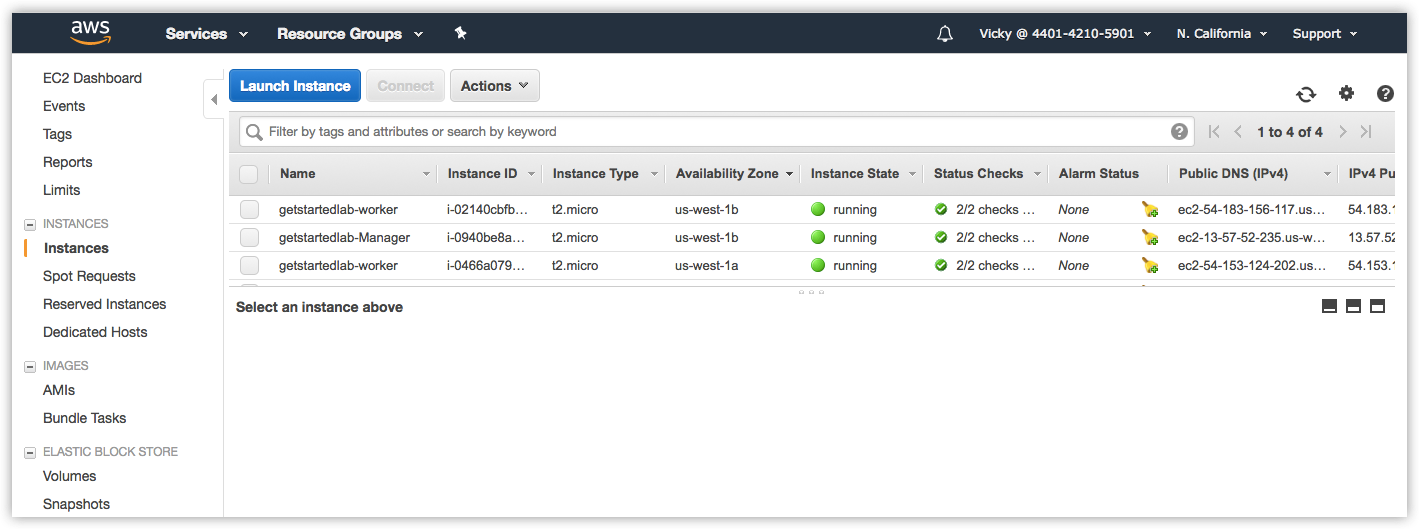 aws Services Resource Groups Vicky @ 4401-4210-5901 N. California Support
EC2 Dashboard
Events
Tags
Reports
Limits
INSTANCES
Instances
Spot Requests
Reserved Instances
Dedicated Hosts
IMAGES
AMIs
Bundle Tasks
ELASTIC BLOCK STORE
Volumes
Snapshots
Launch Instance Connect Actions
Filter by tags and attributes or search by keyword 1 to 4 of 4
Name Instance ID Instance Type Availability Zone Instance State Status Checks Alarm Status Public DNS (IPv4) IPv4 Pu
getstartedlab-worker i-02140cbfb... t2.micro us-west-1b running 2/2 checks ... None ec2-54-183-156-117.us... 54.183.1
getstartedlab-Manager i-0940be8a... t2.micro us-west-1b running 2/2 checks ... None ec2-13-57-52-235.us-w... 13.57.52
getstartedlab-worker i-0466a079... t2.micro us-west-1a running 2/2 checks ... None ec2-54-153-124-202.us... 54.153.1
Select an instance above